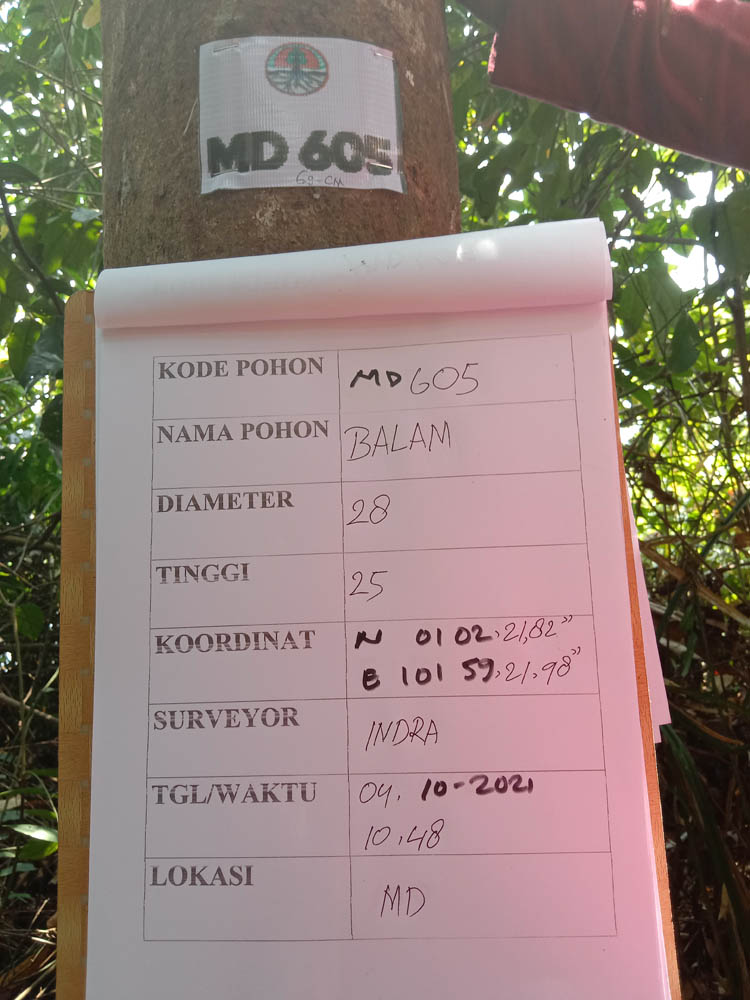 MD 605
69-CM
KODE POHON MD 605
NAMA POHON BALAM
DIAMETER 28
TINGGI 25
KOORDINAT N 01 02, 21,82”
E 101 59, 21, 98”
SURVEYOR INDRA
TGL/WAKTU 04. 10-2021
10,48
LOKASI MD